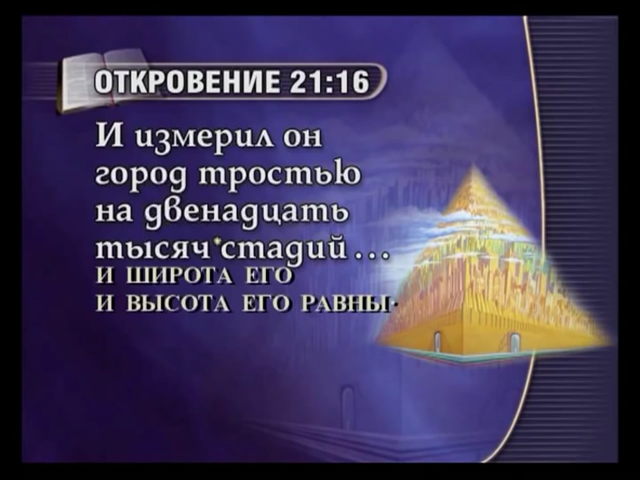 ОТКРОВЕНИЕ 21:16
И измерил он
город тростью
на двенадцать
тысяч*стадий...
И ШИРОТА ЕГО
И ВЫСОТА ЕГО РАВНЫ.